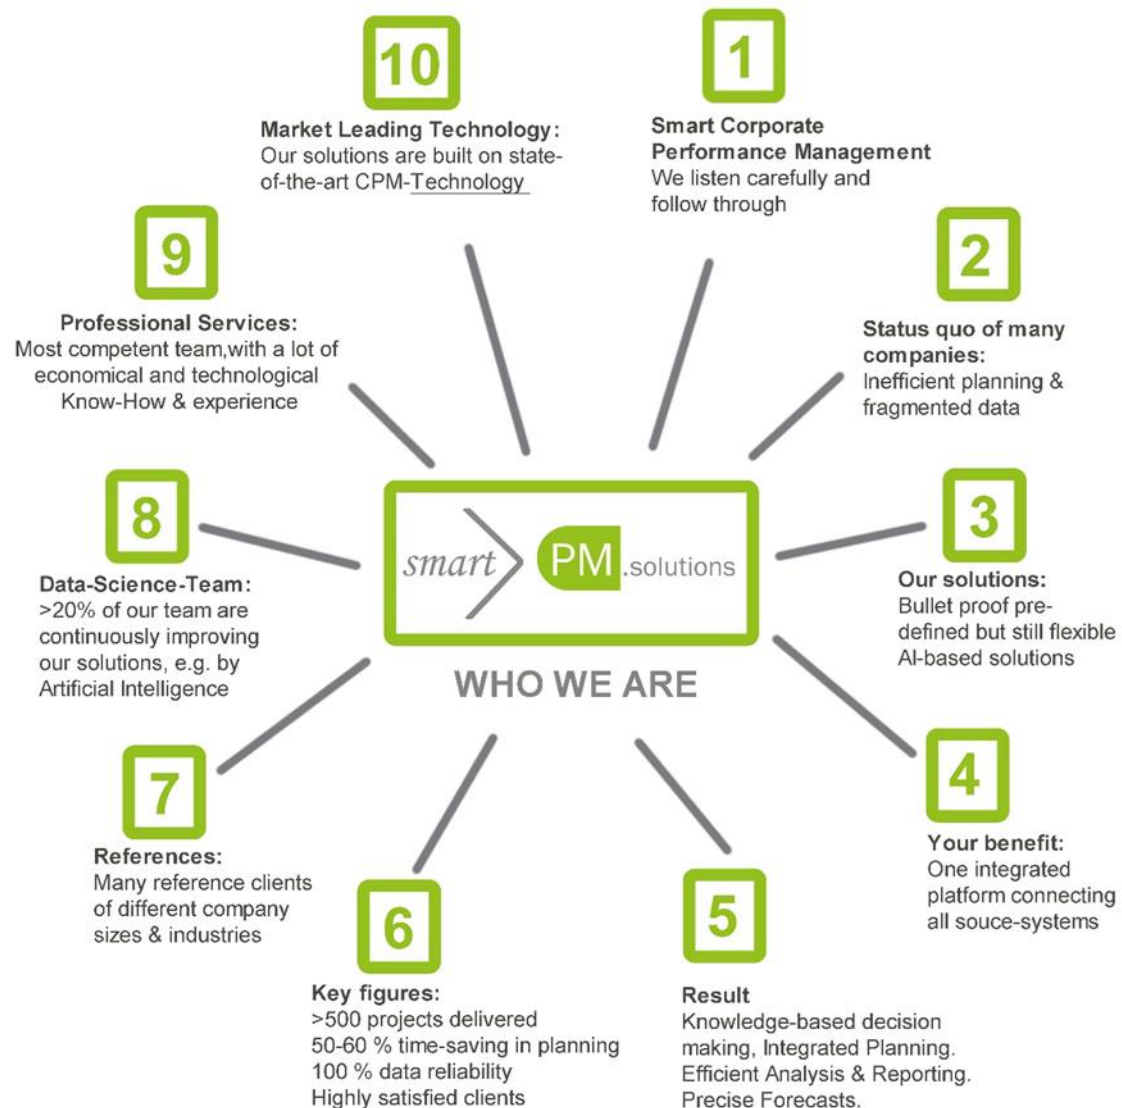 10
Market Leading Technology:
Our solutions are built on state-
of-the-art CPM-Technology
1
Smart Corporate
Performance Management
We listen carefully and
follow through
2
Status quo of many
companies:
Inefficient planning &
fragmented data
3
Our solutions:
Bullet proof pre-
defined but still flexible
AI-based solutions
4
Your benefit:
One integrated
platform connecting
all souce-systems
5
Result
Knowledge-based decision
making, Integrated Planning.
Efficient Analysis & Reporting.
Precise Forecasts.
6
Key figures:
>500 projects delivered
50-60 % time-saving in planning
100 % data reliability
Highly satisfied clients
7
References:
Many reference clients
of different company
sizes & industries
8
Data-Science-Team:
>20% of our team are
continuously improving
our solutions, e.g. by
Artificial Intelligence
9
Professional Services:
Most competent team,with a lot of
economical and technological
Know-How & experience
smart PM.solutions
WHO WE ARE